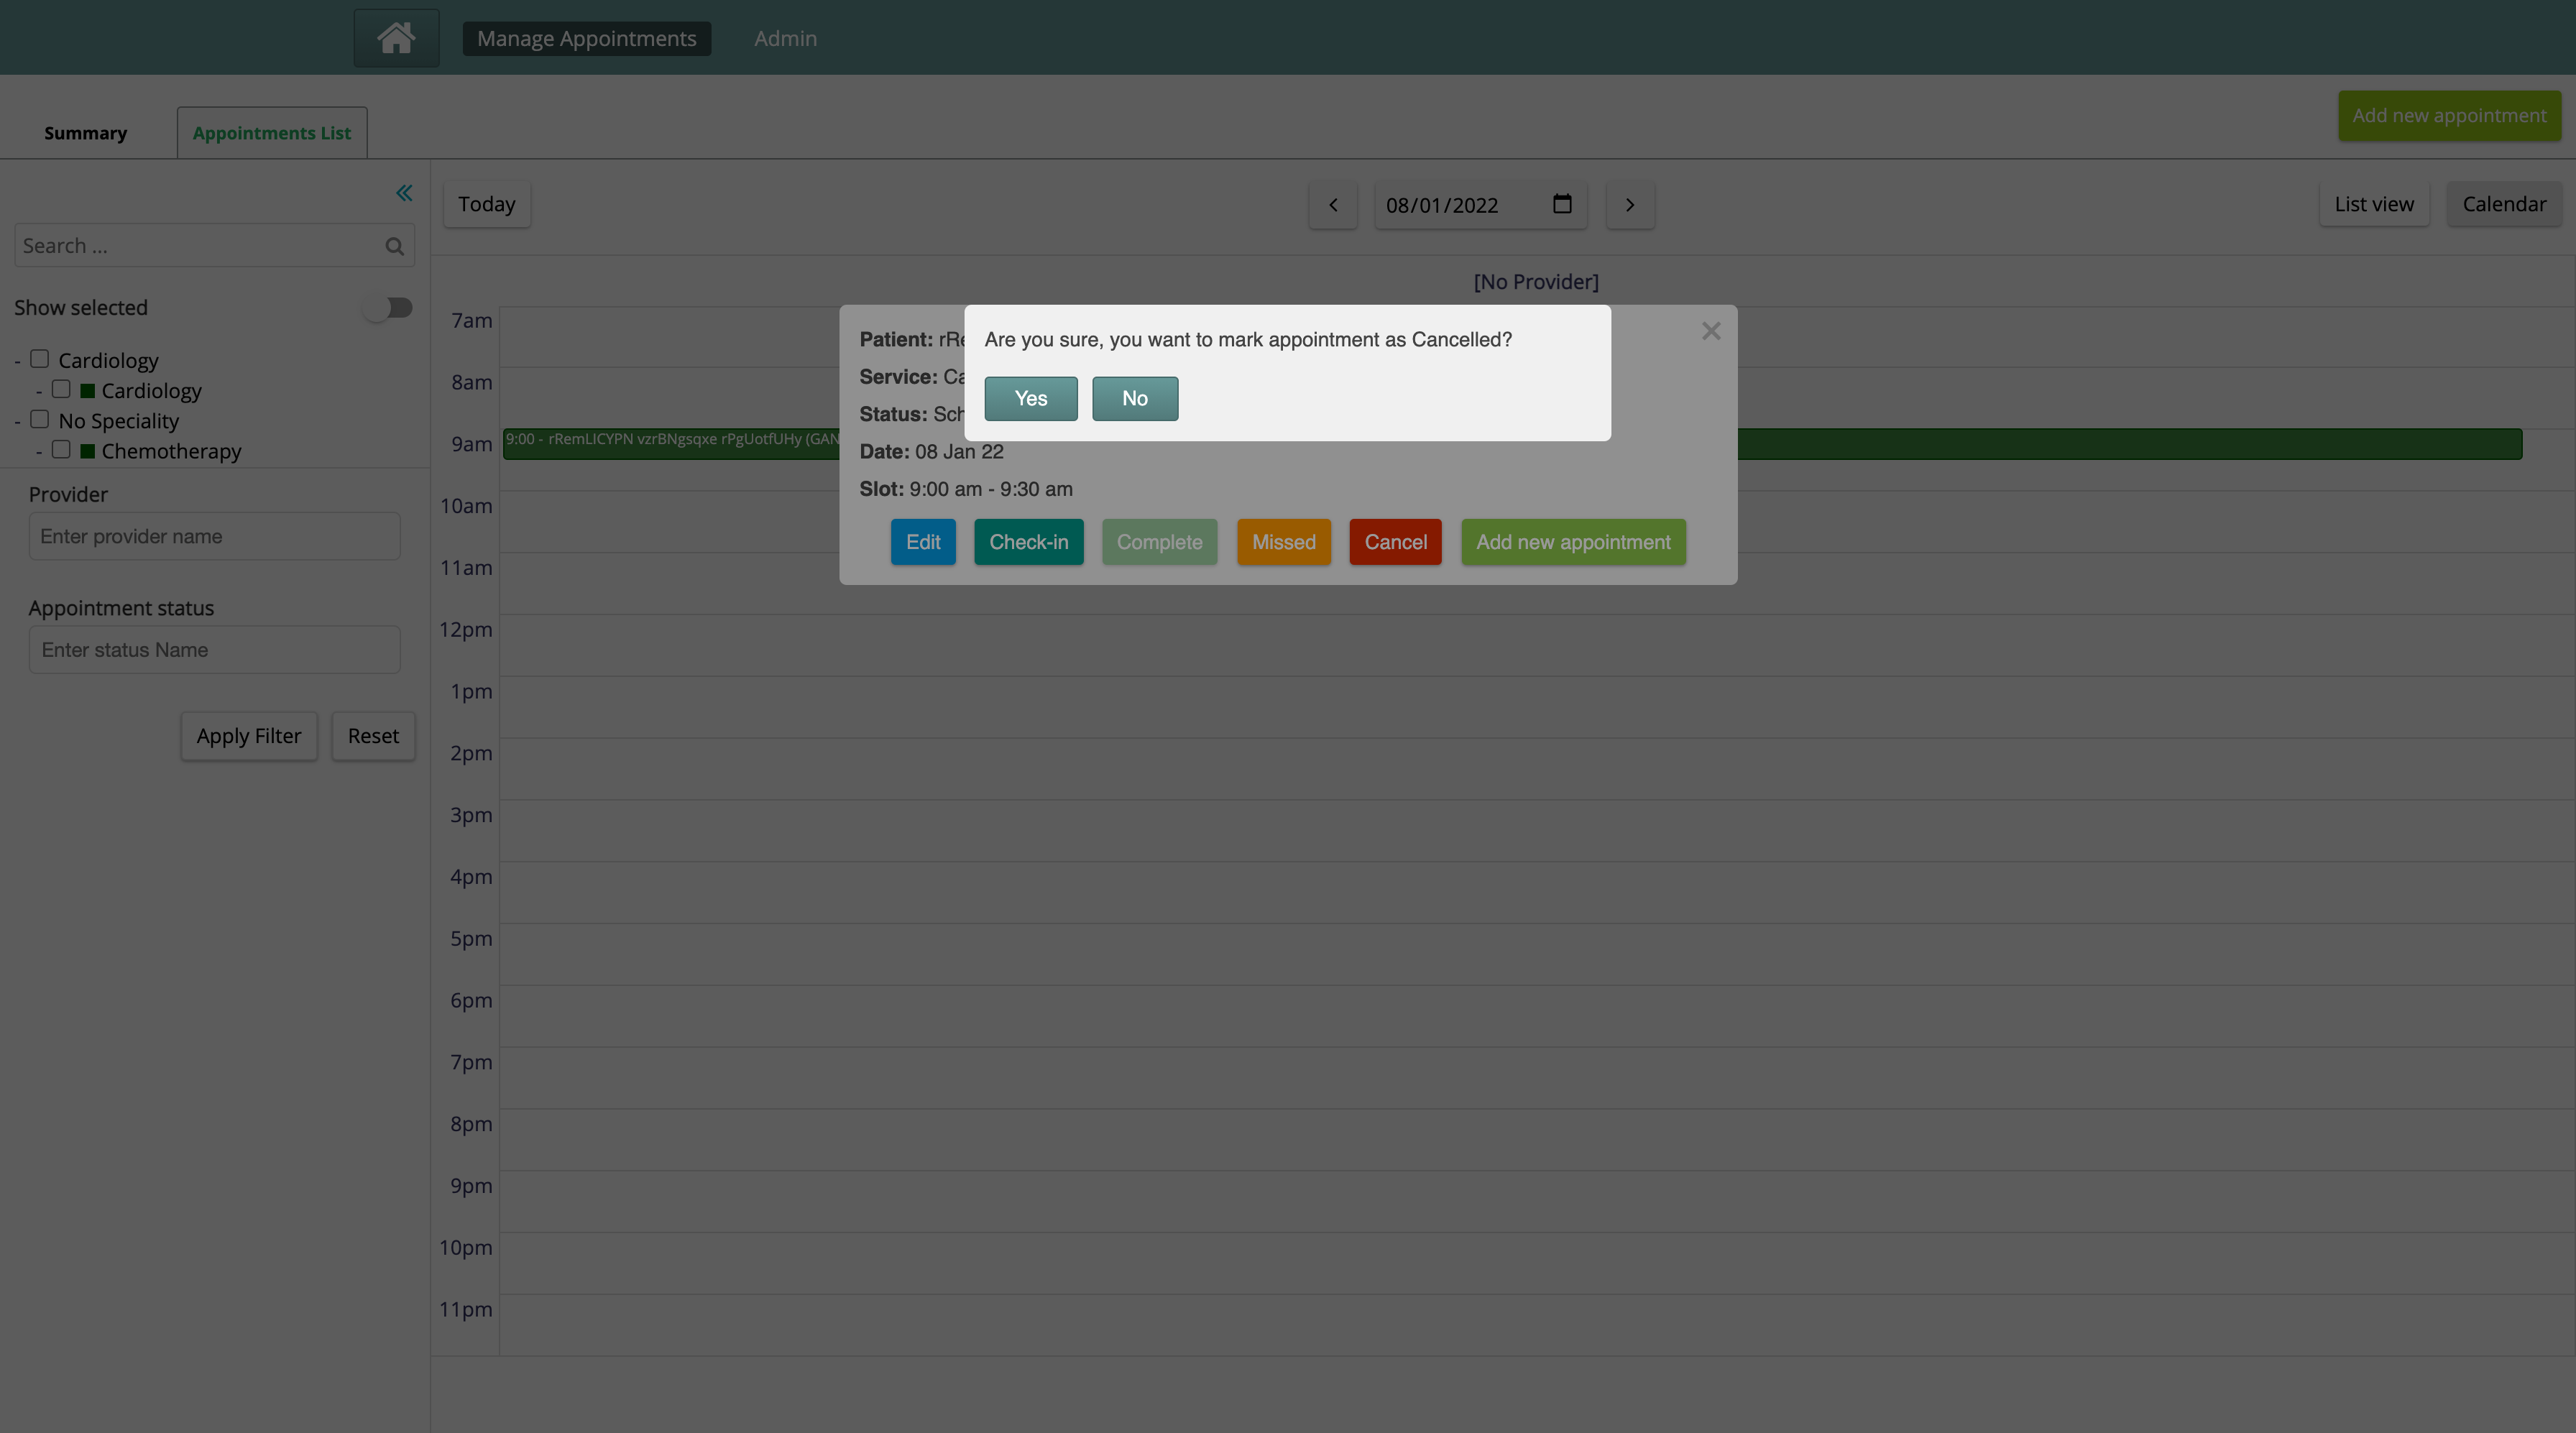 Manage Appointments
Admin
Summary
Appointments List
Add new appointment
Today
08/01/2022
List view
Calendar
Search ...
Show selected
- Cardiology
- Cardiology
- No Speciality
- Chemotherapy
Provider
Enter provider name
Appointment status
Enter status Name
Apply Filter
Reset
[No Provider]
7am
8am
9am
9:00 - rRemLICYPN vzrBNgsqxe rPgUotfUHy (GAN
10am
11am
12pm
1pm
2pm
3pm
4pm
5pm
6pm
7pm
8pm
9pm
10pm
11pm
Patient: rRe
Service: Ca
Status: Sch
Date: 08 Jan 22
Slot: 9:00 am - 9:30 am
Edit
Check-in
Complete
Missed
Cancel
Add new appointment
Are you sure, you want to mark appointment as Cancelled?
Yes
No